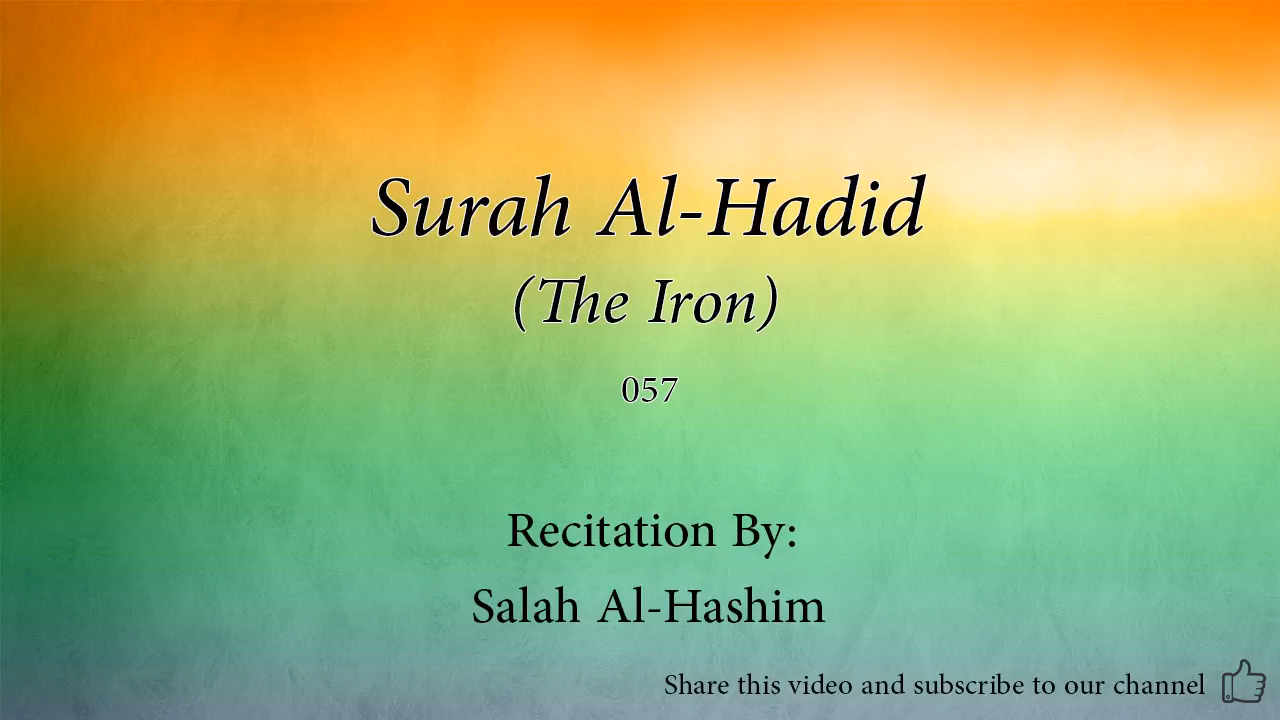 Surah Al-Hadid
(The Iron)
057
Recitation By:
Salah Al-Hashim
Share this video and subscribe to our channel